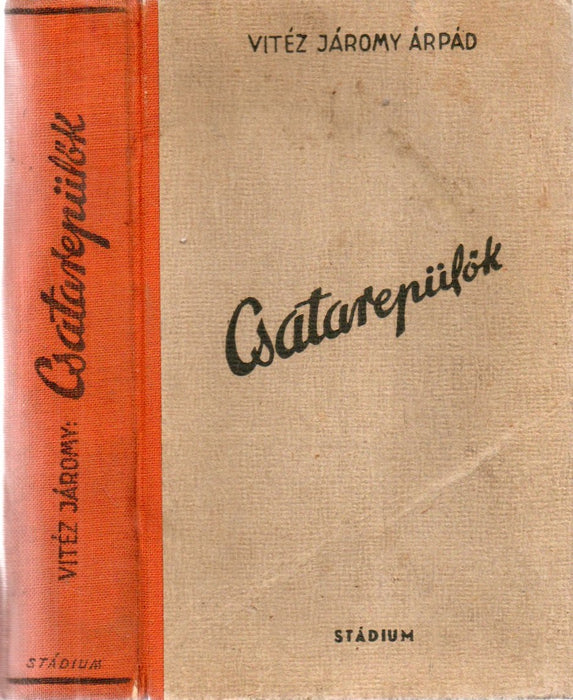 VITÉZ JÁROMY ÁRPÁD
Csatarepülők
STÁDIUM
VITÉZ JÁROMY: Csatarepülők
STÁDIUM